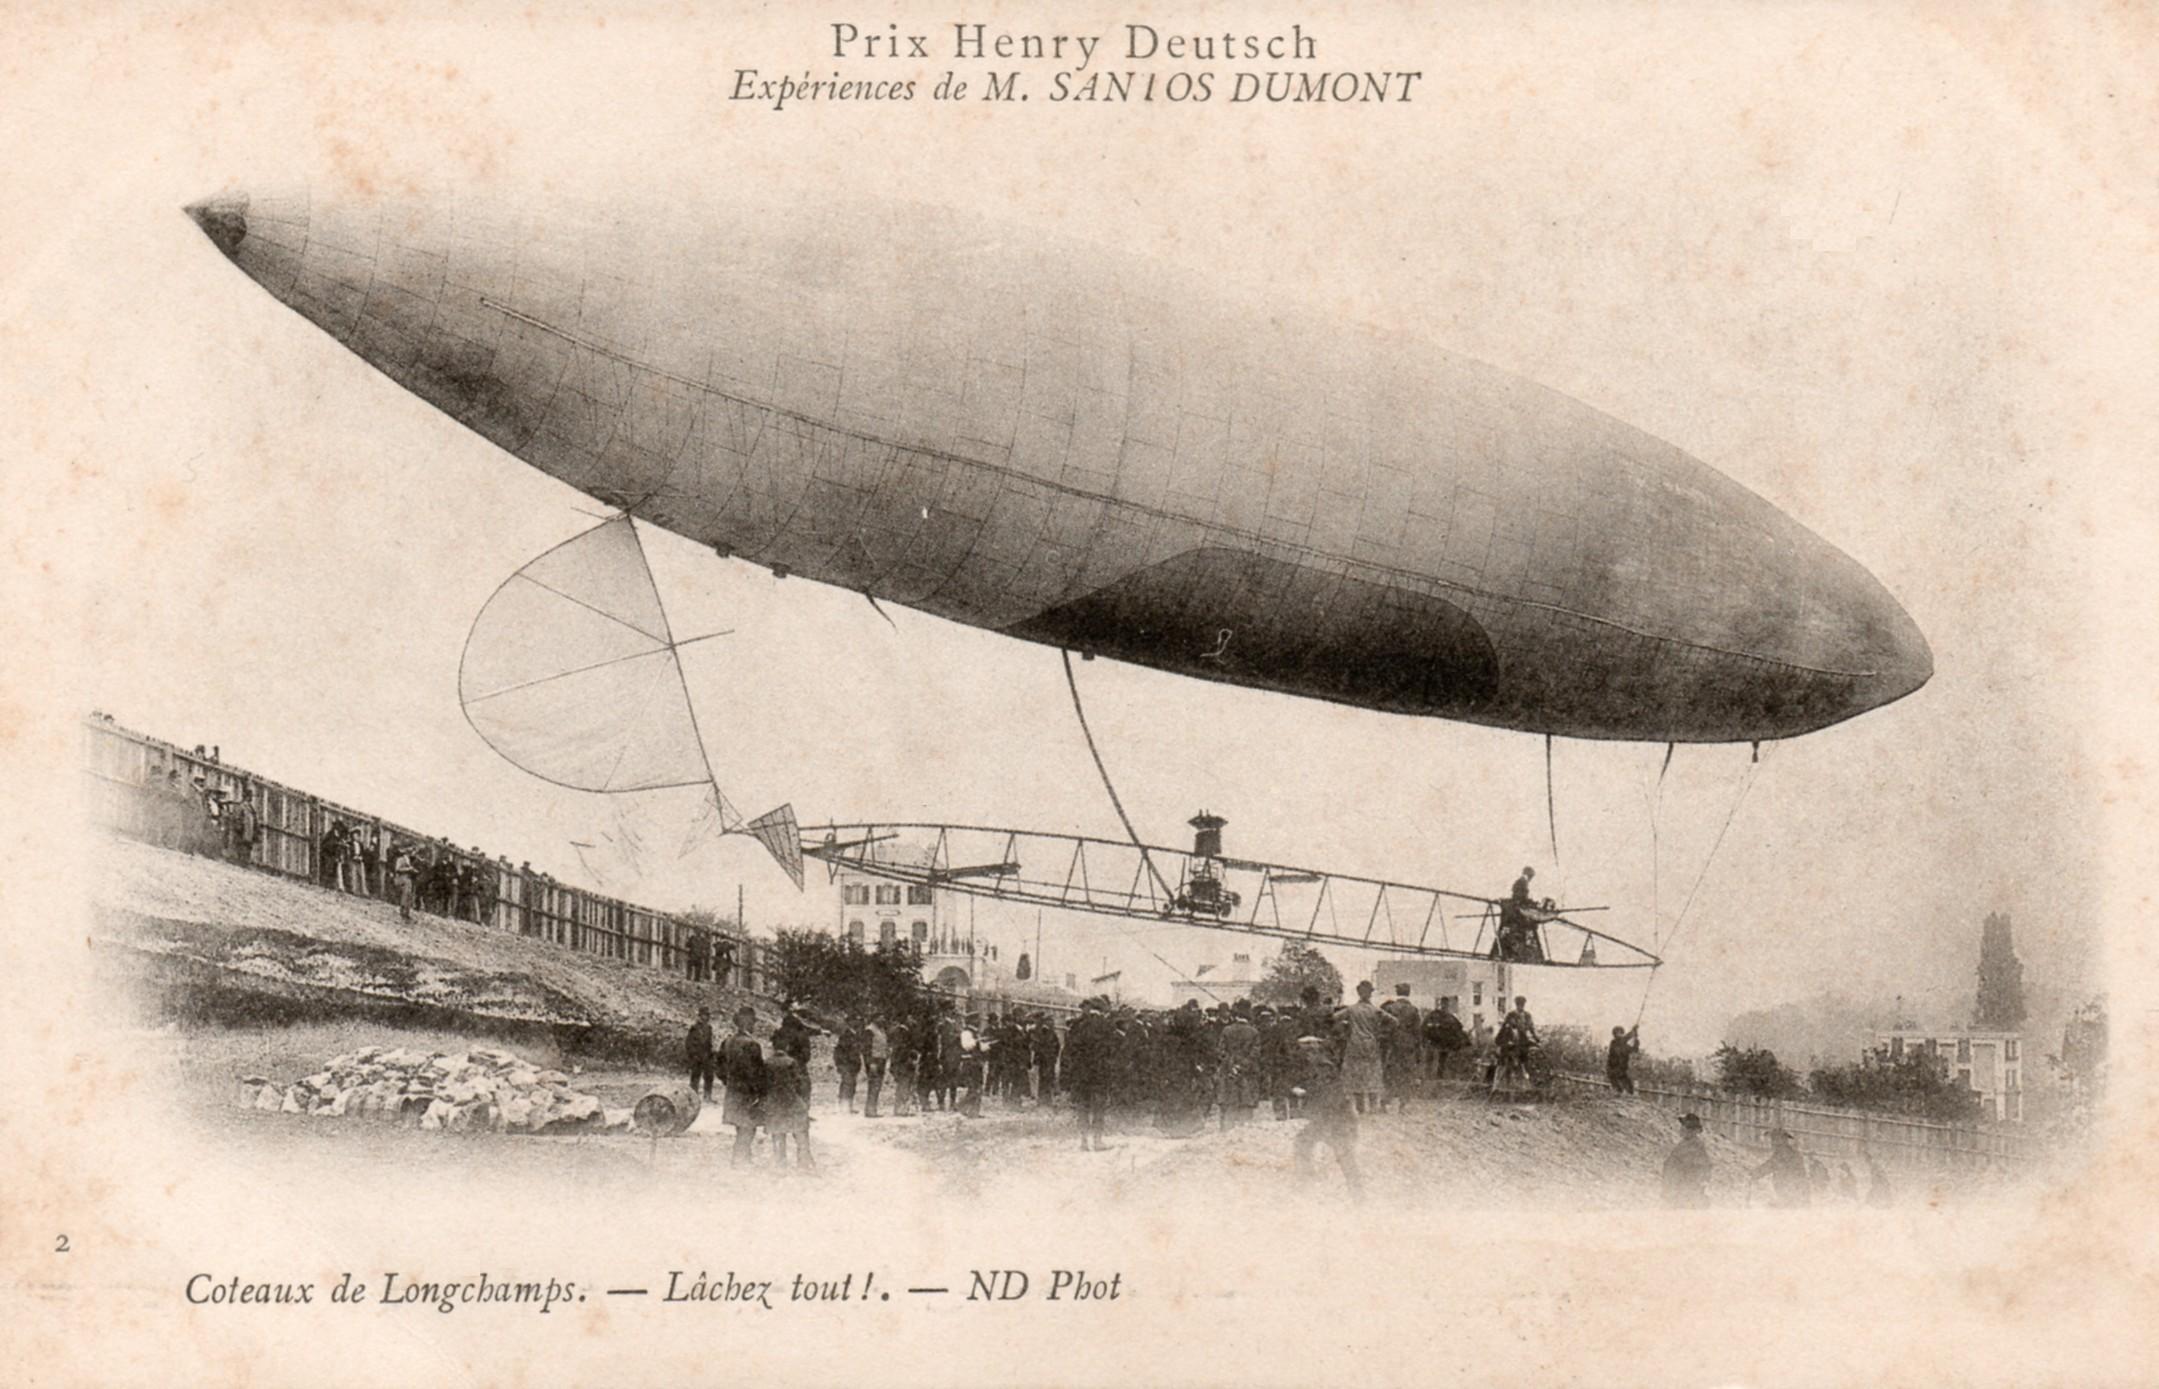 Prix Henry Deutsch
Expériences de M. SANTOS DUMONT
2
Coteaux de Longchamps. — Lâchez tout !. — ND Phot